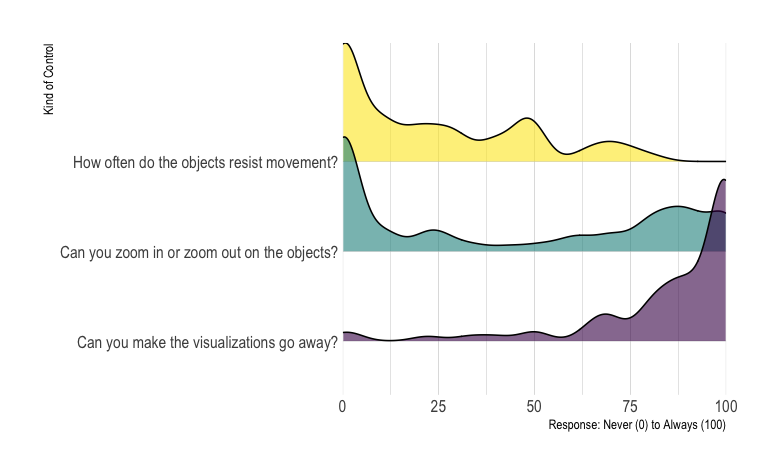 Kind of Control
How often do the objects resist movement?
Can you zoom in or zoom out on the objects?
Can you make the visualizations go away?
0 25 50 75 100
Response: Never (0) to Always (100)